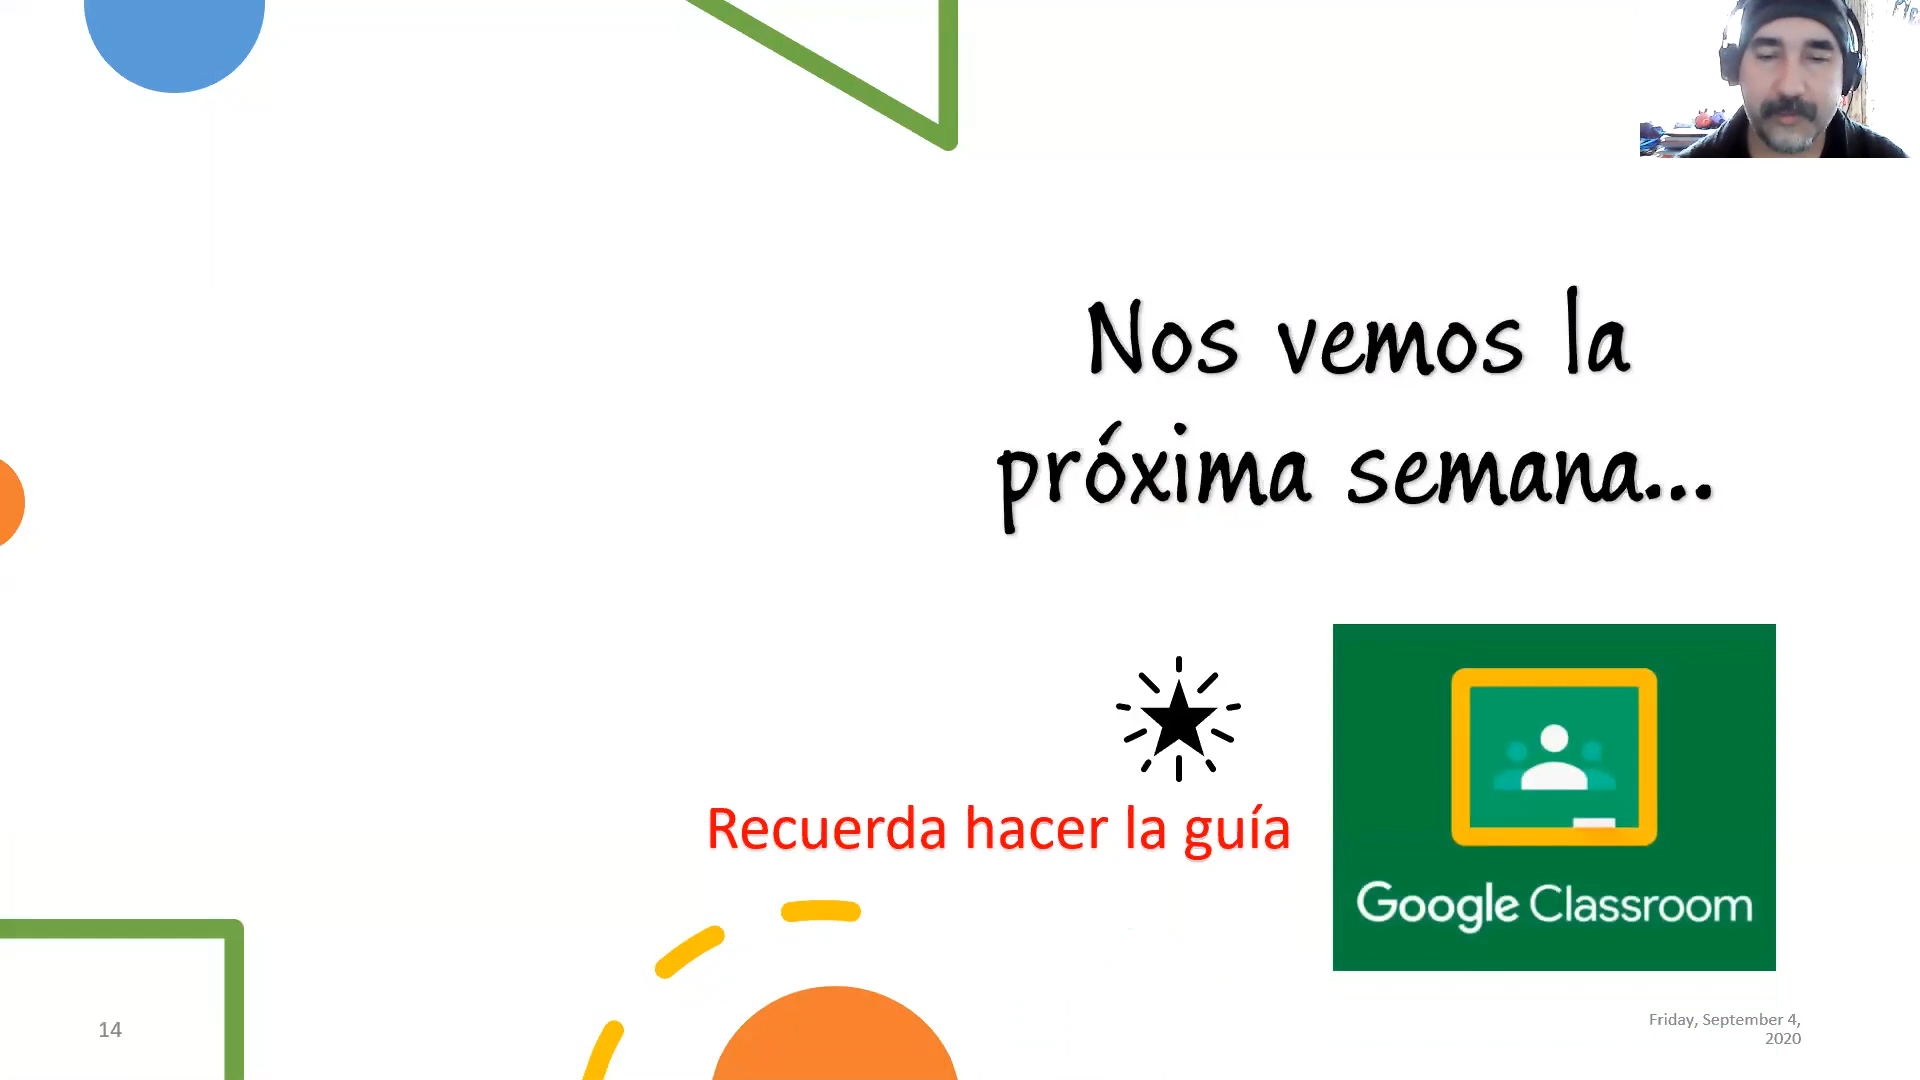 Nos vemos la
próxima semana...
Recuerda hacer la guía
Google Classroom
14
Friday, September 4,
2020